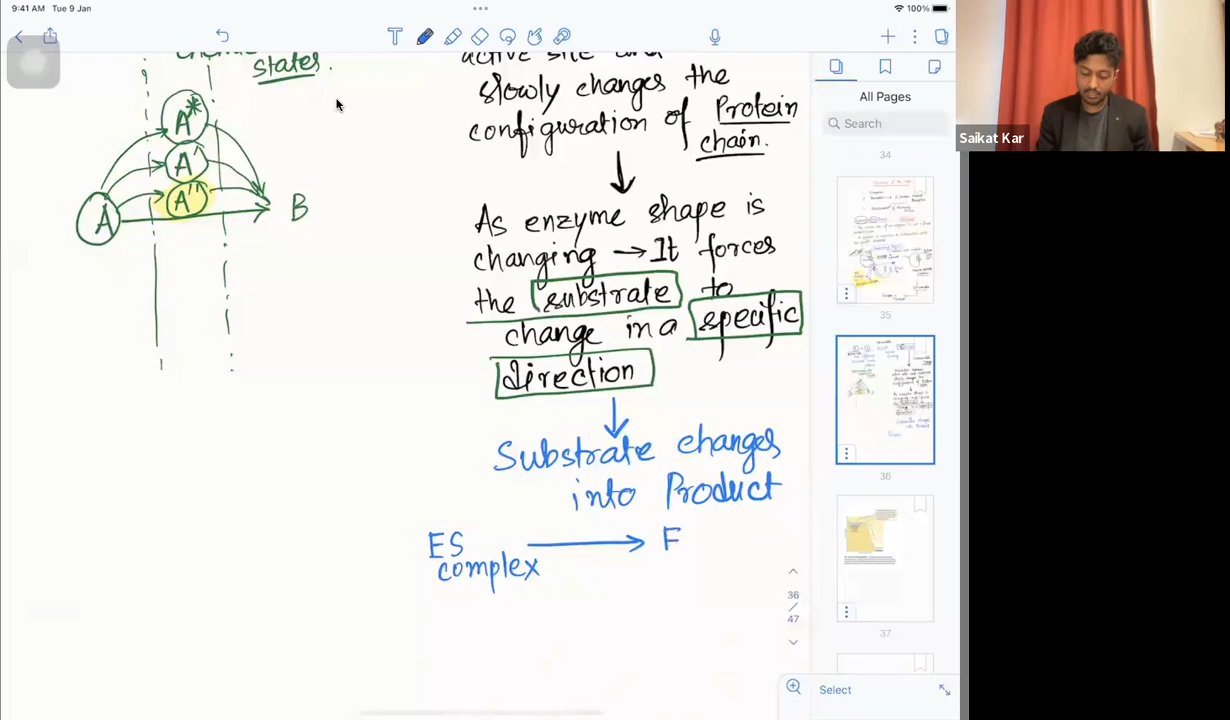 9:41 AM Tue 9 Jan
100%
states.
A*
A'
A''
A
B
active site and
slowly changes the
configuration of Protein
chain.
As enzyme shape is
changing → It forces
the substrate to
change in a specific
direction
Substrate changes
into Product
ES → F
complex
36
/
47
All Pages
Search
34
35
36
37
Select
Saikat Kar